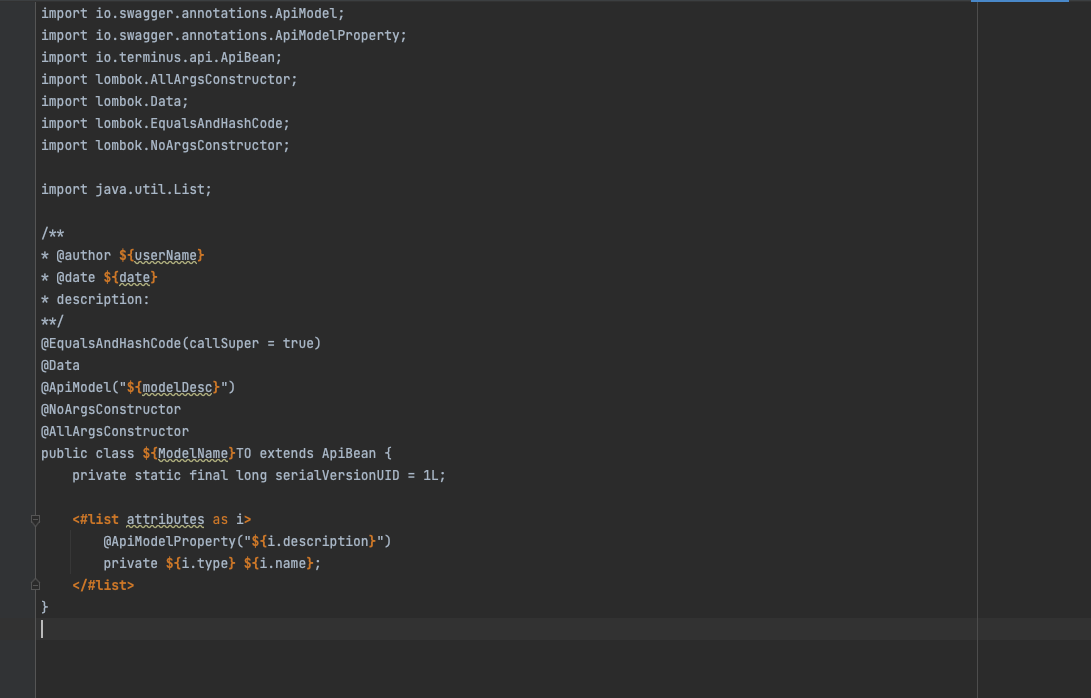 import io.swagger.annotations.ApiModel;
import io.swagger.annotations.ApiModelProperty;
import io.terminus.api.ApiBean;
import lombok.AllArgsConstructor;
import lombok.Data;
import lombok.EqualsAndHashCode;
import lombok.NoArgsConstructor;

import java.util.List;

/**
* @author ${userName}
* @date ${date}
* description:
**/
@EqualsAndHashCode(callSuper = true)
@Data
@ApiModel("${modelDesc}")
@NoArgsConstructor
@AllArgsConstructor
public class ${ModelName}TO extends ApiBean {
    private static final long serialVersionUID = 1L;

    <#list attributes as i>
        @ApiModelProperty("${i.description}")
        private ${i.type} ${i.name};
    </#list>
}